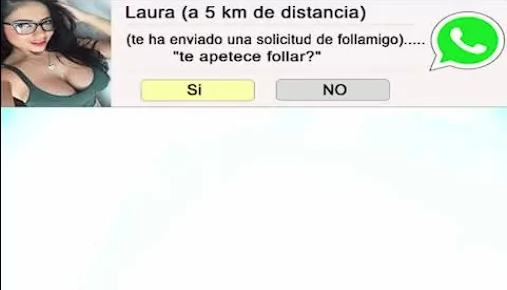 Laura (a 5 km de distancia)
(te ha enviado una solicitud de follamigo).....
"te apetece follar?"
Si NO